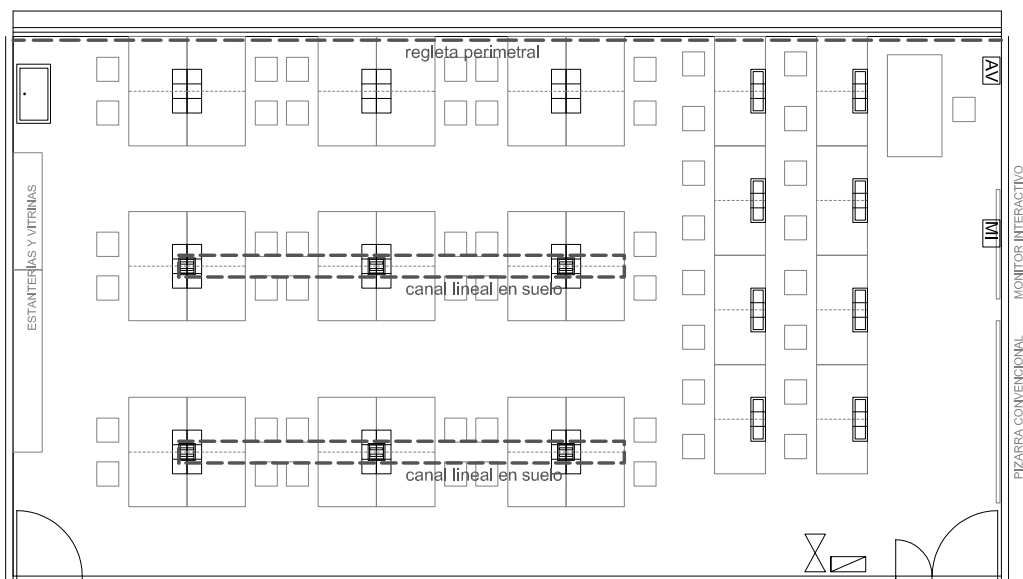 regleta perimetral
AV
ESTANTERÍAS Y VITRINAS
MONITOR INTERACTIVO
MI
canal lineal en suelo
PIZARRA CONVENCIONAL
canal lineal en suelo